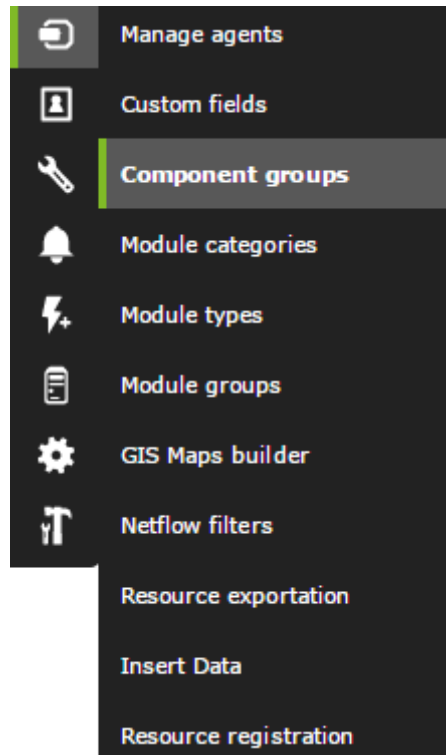 Manage agents
Custom fields
Component groups
Module categories
Module types
Module groups
GIS Maps builder
Netflow filters
Resource exportation
Insert Data
Resource registration